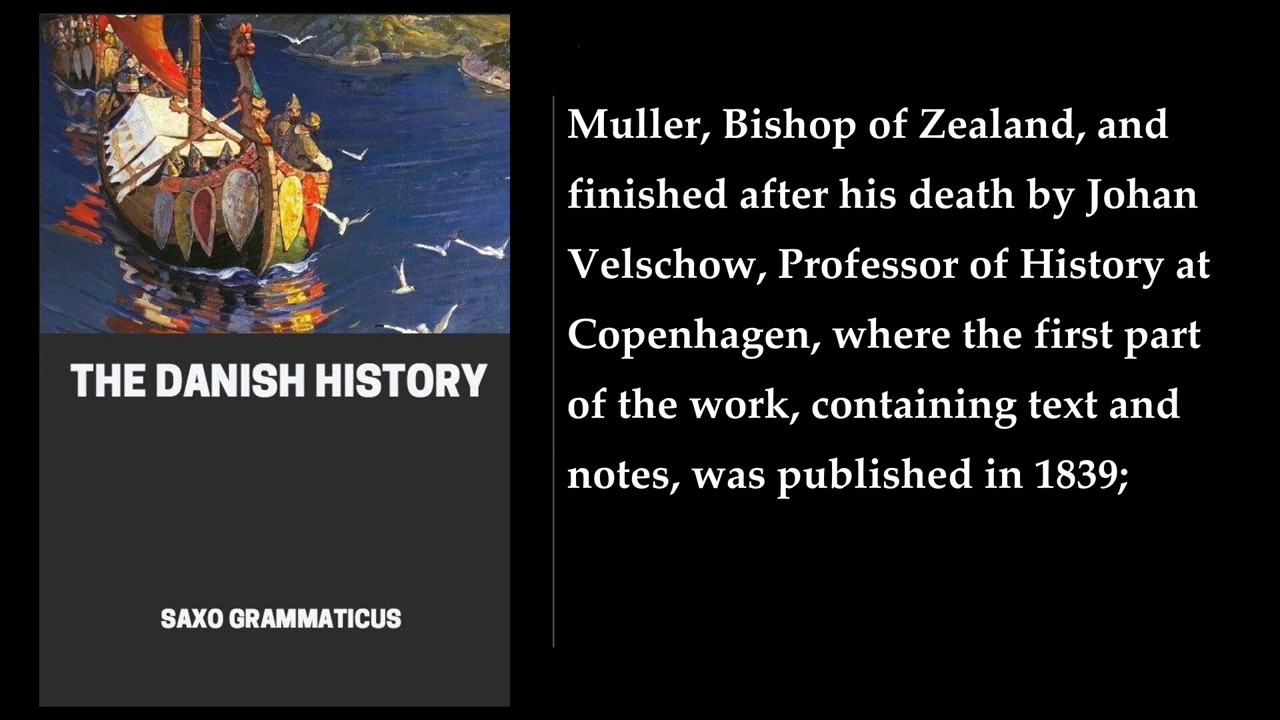 THE DANISH HISTORY
SAXO GRAMMATICUS
Muller, Bishop of Zealand, and
finished after his death by Johan
Velschow, Professor of History at
Copenhagen, where the first part
of the work, containing text and
notes, was published in 1839;